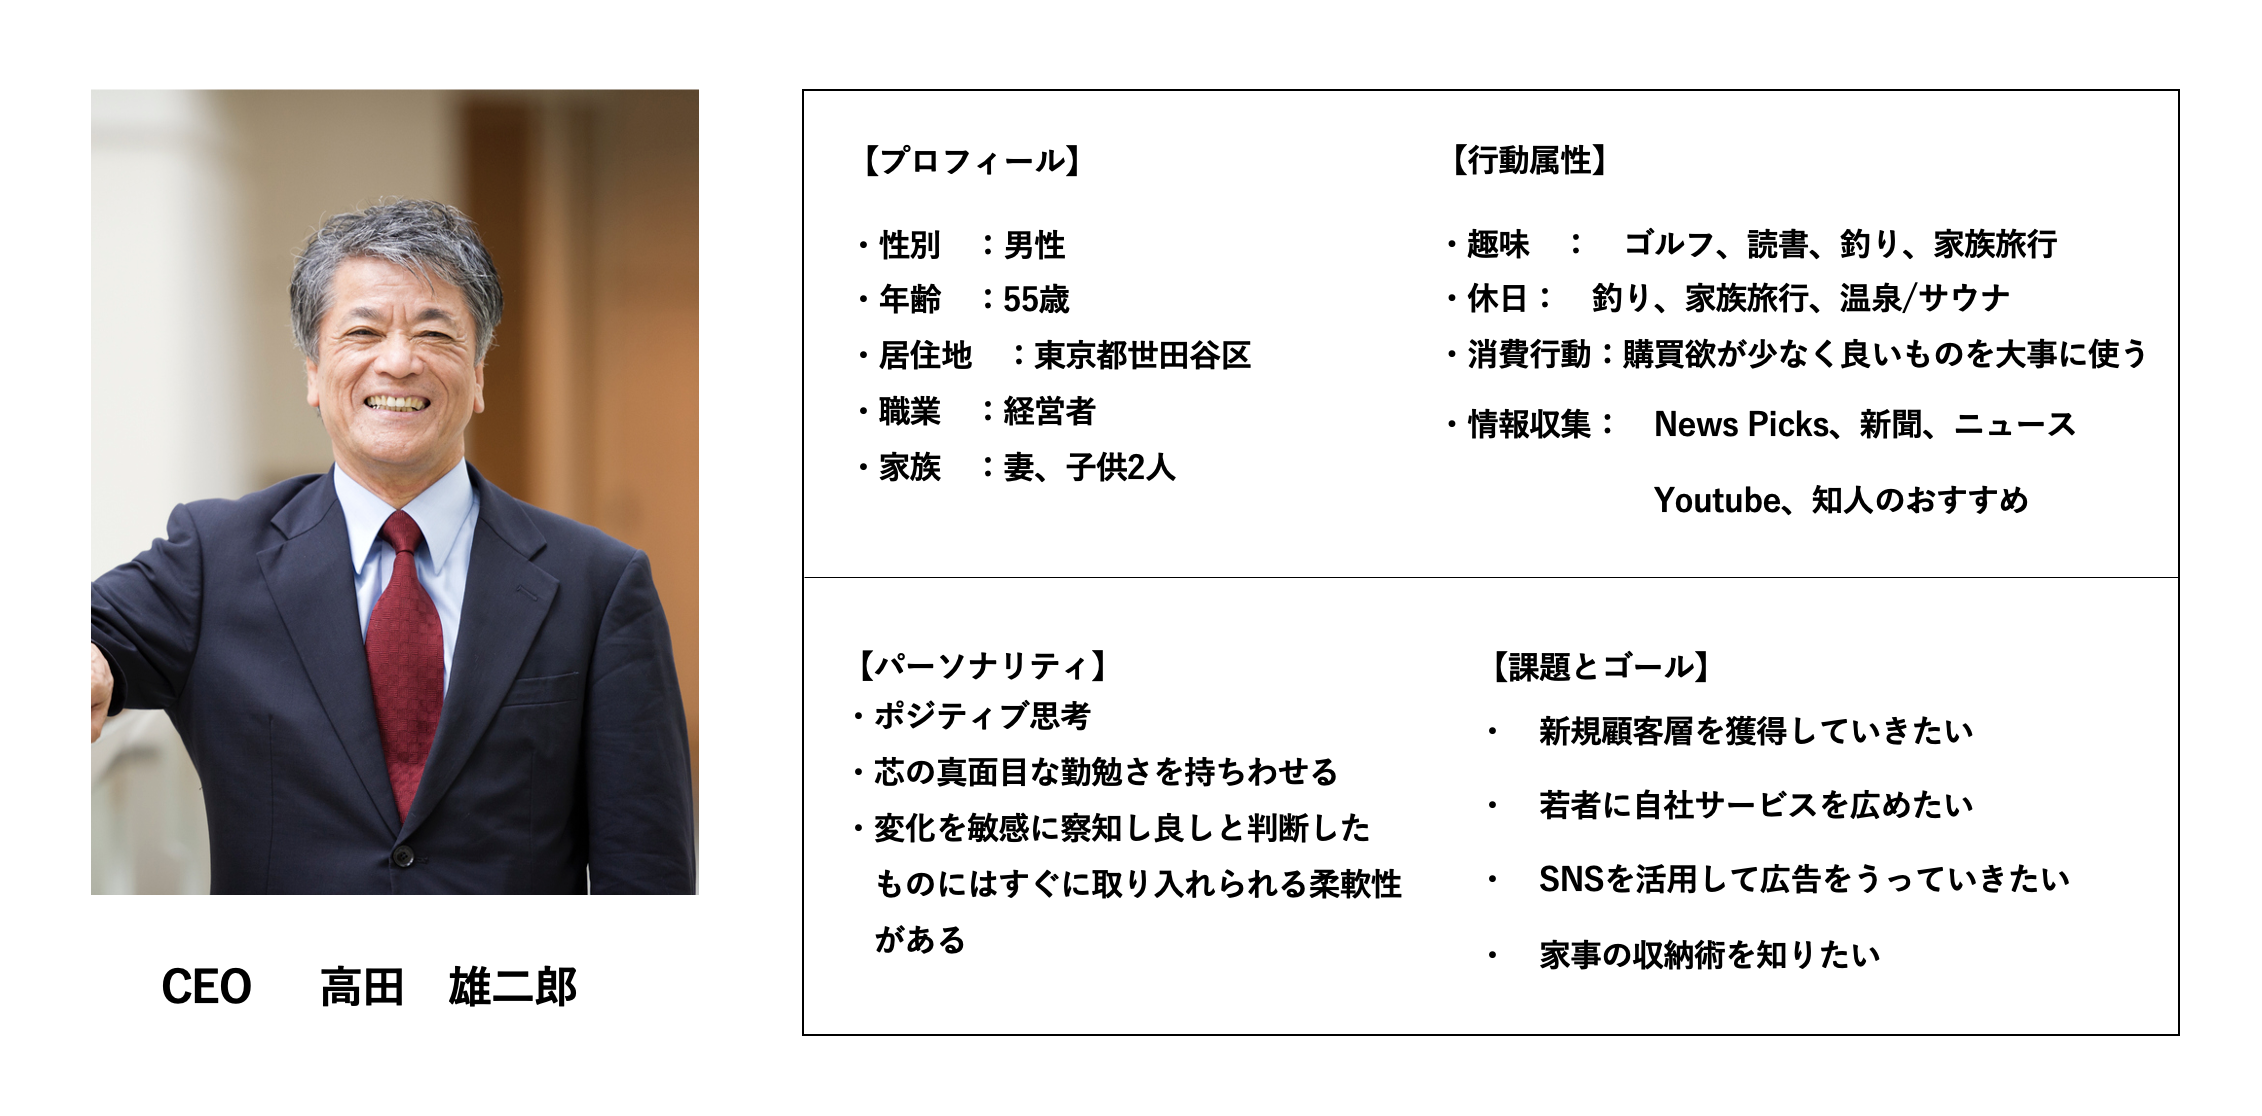 【プロフィール】
・性別　：男性
・年齢　：55歳
・居住地　：東京都世田谷区
・職業　：経営者
・家族　：妻、子供2人
【行動属性】
・趣味　：　ゴルフ、読書、釣り、家族旅行
・休日：　釣り、家族旅行、温泉/サウナ
・消費行動：購買欲が少なく良いものを大事に使う
・情報収集：　News Picks、新聞、ニュース
Youtube、知人のおすすめ
【パーソナリティ】
・ポジティブ思考
・芯の真面目な勤勉さを持ちわせる
・変化を敏感に察知し良しと判断した
ものにはすぐに取り入れられる柔軟性
がある
【課題とゴール】
・　新規顧客層を獲得していきたい
・　若者に自社サービスを広めたい
・　SNSを活用して広告をうっていきたい
・　家事の収納術を知りたい
CEO　高田　雄二郎